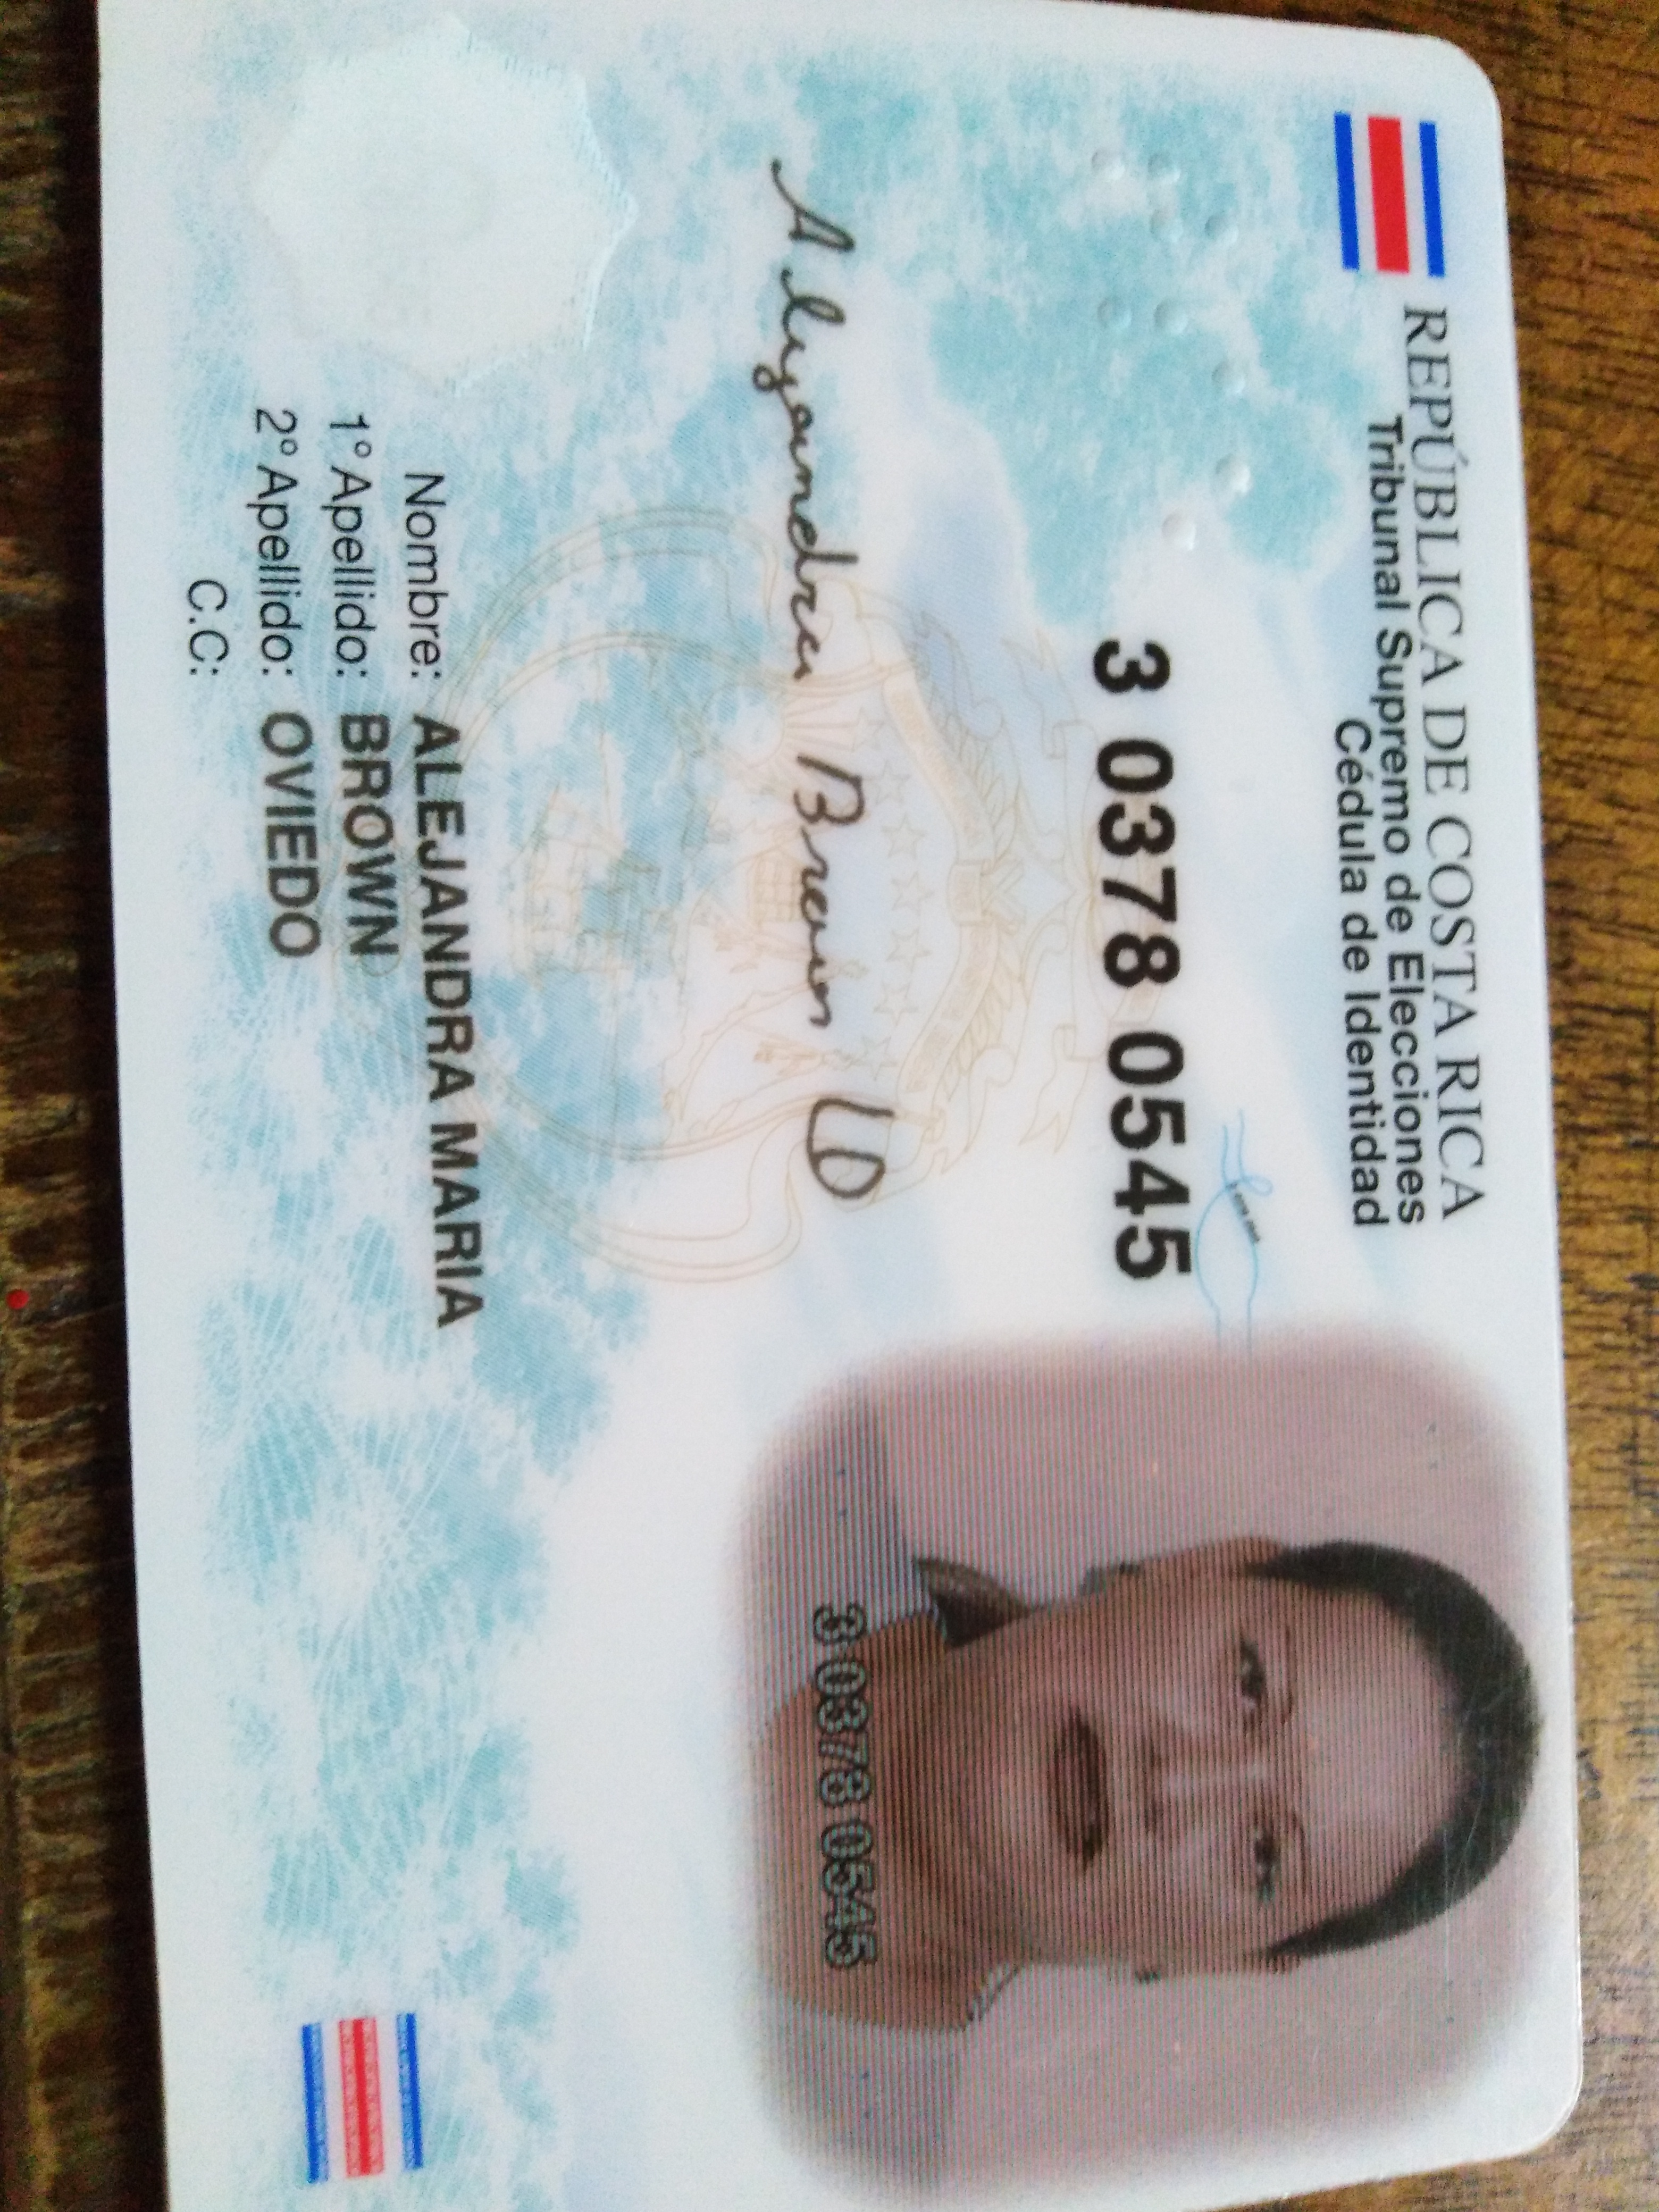 REPÚBLICA DE COSTA RICA
Tribunal Supremo de Elecciones
Cédula de Identidad
3 0378 0545
Alejandra Brown O
3 0378 0545
Nombre: ALEJANDRA MARIA
1° Apellido: BROWN
2° Apellido: OVIEDO
C.C: